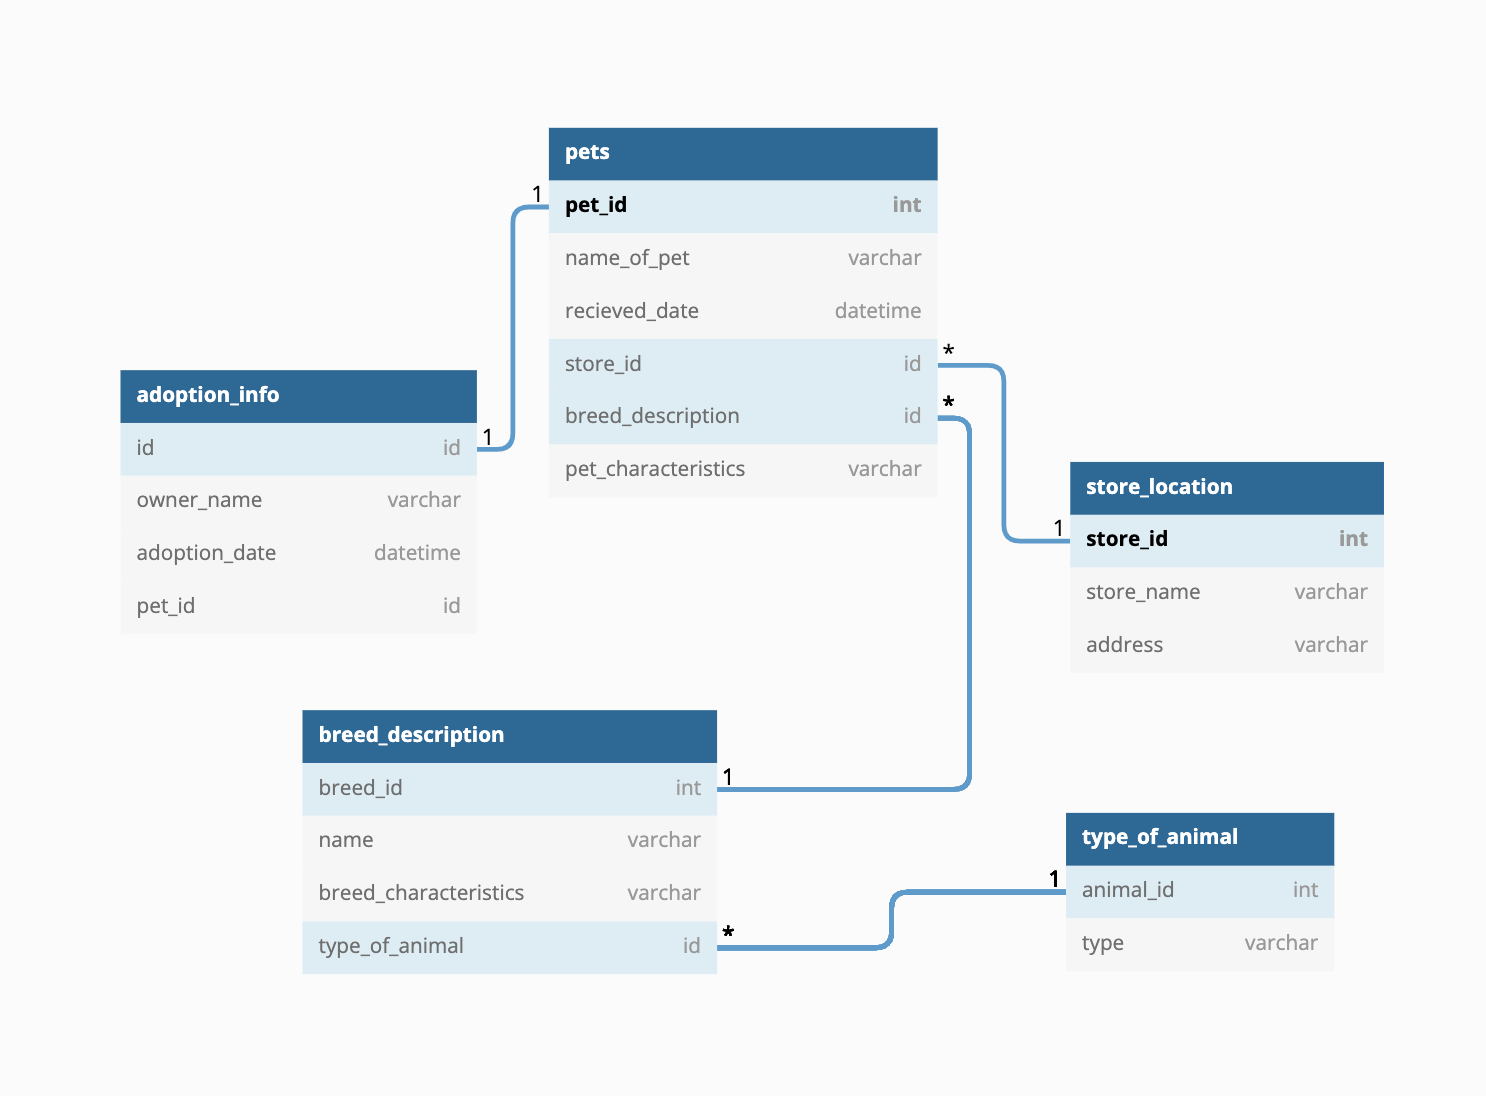 pets
1
pet_id int
name_of_pet varchar
recieved_date datetime
store_id id *
breed_description id *
pet_characteristics varchar
adoption_info
id id 1
owner_name varchar
adoption_date datetime
pet_id id
store_location
1
store_id int
store_name varchar
address varchar
breed_description
breed_id int 1
name varchar
breed_characteristics varchar
type_of_animal id *
type_of_animal
1
animal_id int
type varchar